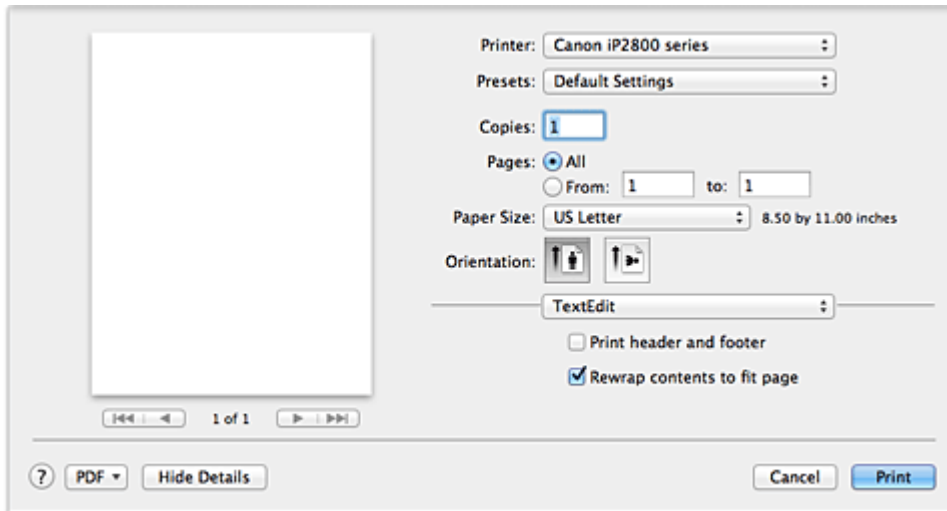 Printer: Canon iP2800 series
Presets: Default Settings
Copies: 1
Pages: All
From: 1 to: 1
Paper Size: US Letter 8.50 by 11.00 inches
Orientation:
TextEdit
Print header and footer
Rewrap contents to fit page
1 of 1
? PDF Hide Details Cancel Print